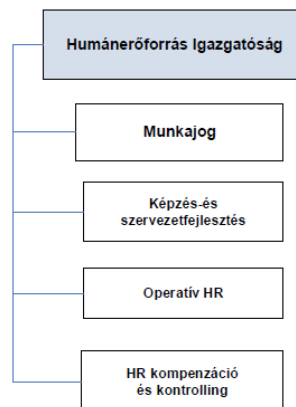 Humánerőforrás Igazgatóság
Munkajog
Képzés-és
szervezetfejlesztés
Operatív HR
HR kompenzáció
és kontrolling